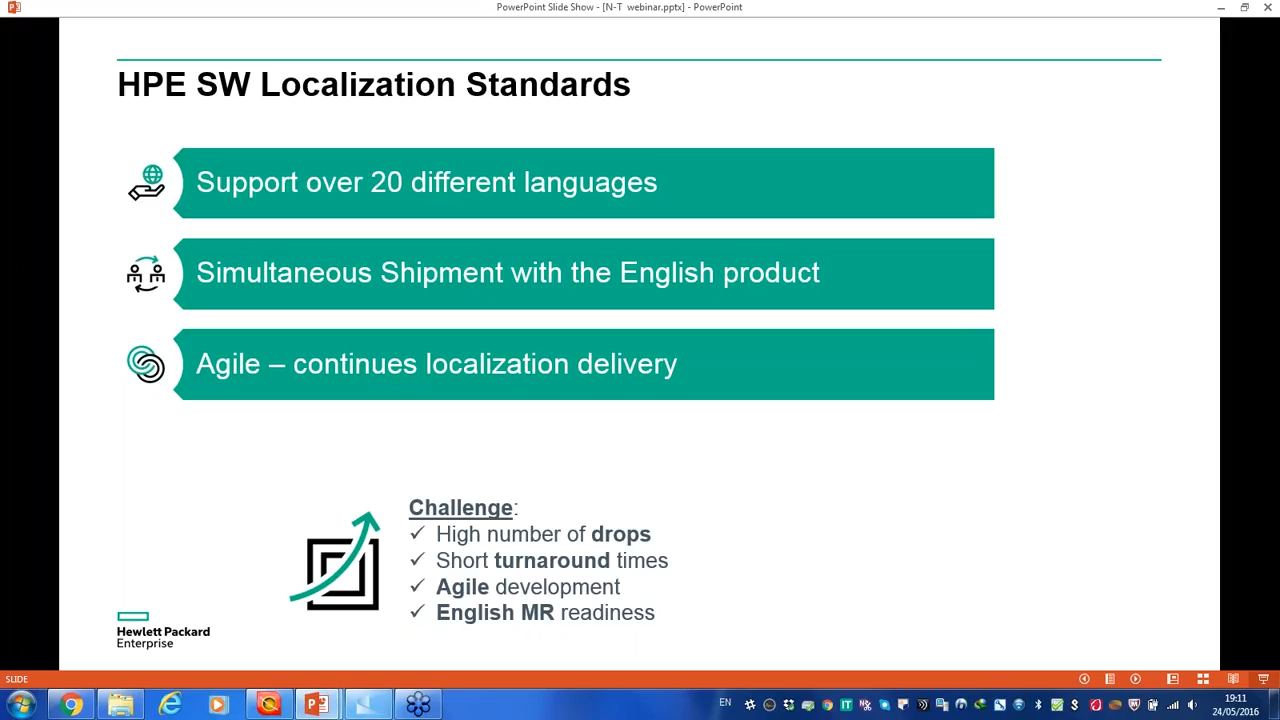 PowerPoint Slide Show - [N-T webinar.pptx] - PowerPoint
HPE SW Localization Standards
Support over 20 different languages
Simultaneous Shipment with the English product
Agile – continues localization delivery
Challenge:
✓ High number of drops
✓ Short turnaround times
✓ Agile development
✓ English MR readiness
Hewlett Packard
Enterprise
SLIDE
EN
IT
19:11
24/05/2016